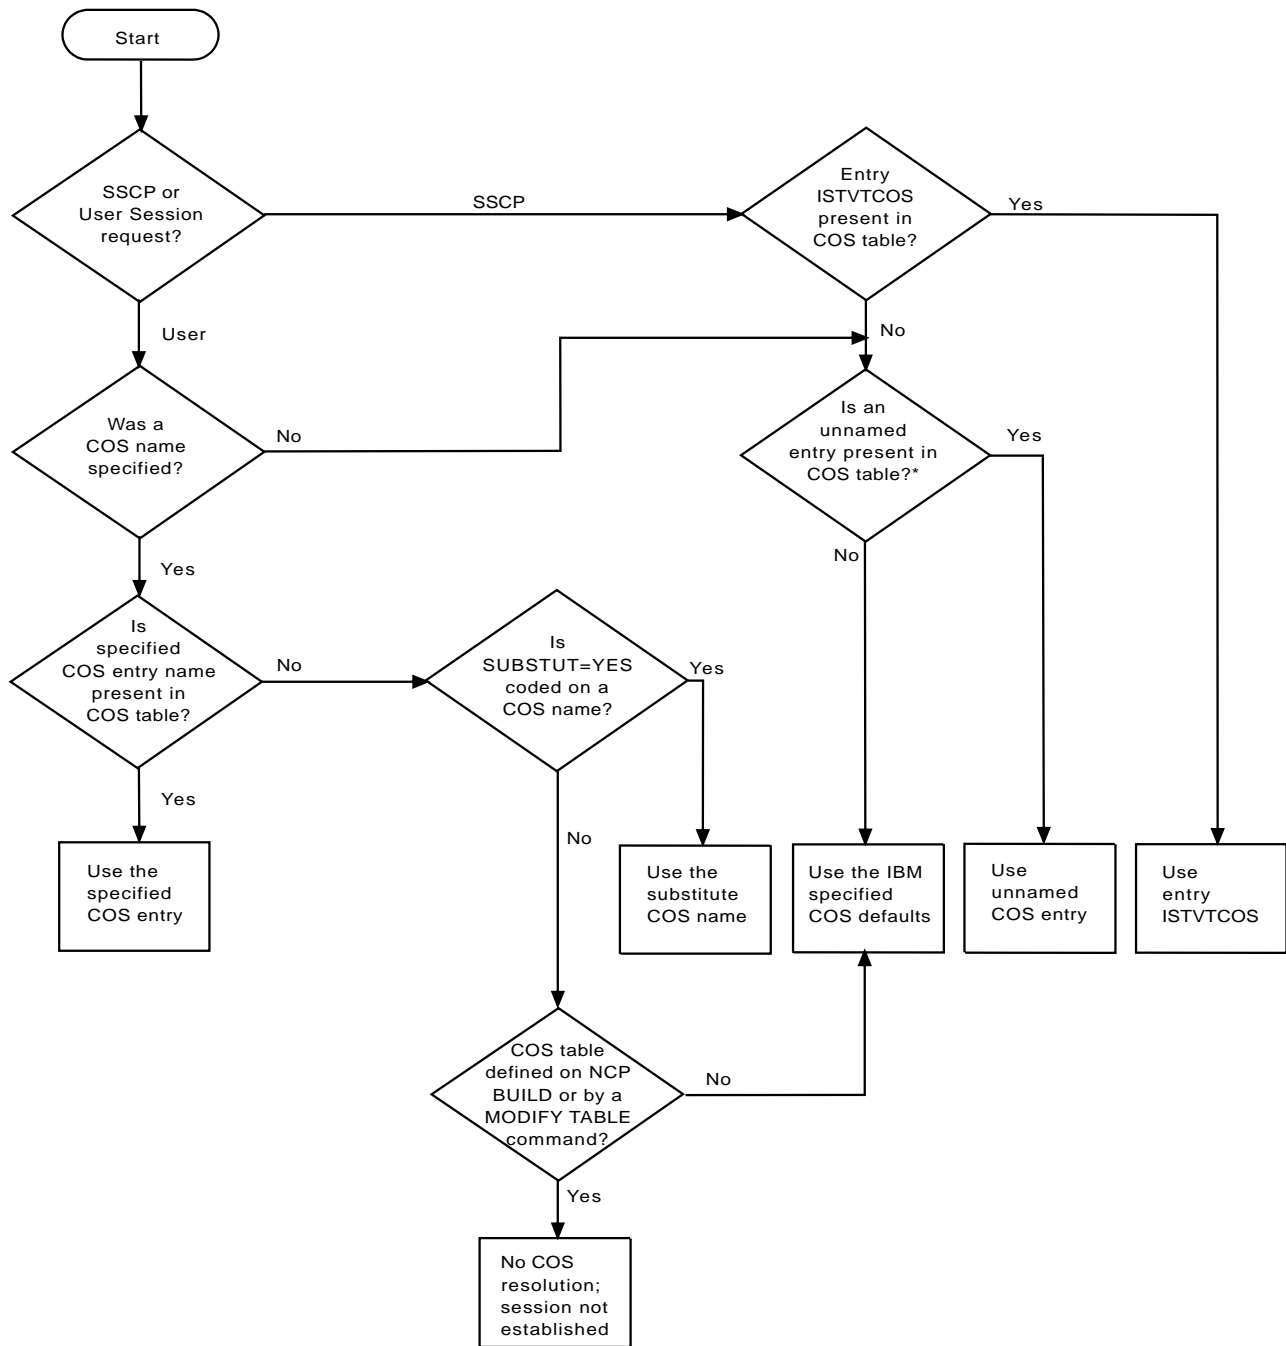 Start
SSCP or
User Session
request?
SSCP
Entry
ISTVTCOS
present in
COS table?
Yes
User
No
Was a
COS name
specified?
No
Is an
unnamed
entry present in
COS table?*
Yes
No
Yes
Is
specified
COS entry name
present in
COS table?
No
Is
SUBSTUT=YES
coded on a
COS name?
Yes
Yes
No
Use the
specified
COS entry
Use the
substitute
COS name
Use the IBM
specified
COS defaults
Use
unnamed
COS entry
Use
entry
ISTVTCOS
COS table
defined on NCP
BUILD or by a
MODIFY TABLE
command?
No
Yes
No COS
resolution;
session not
established